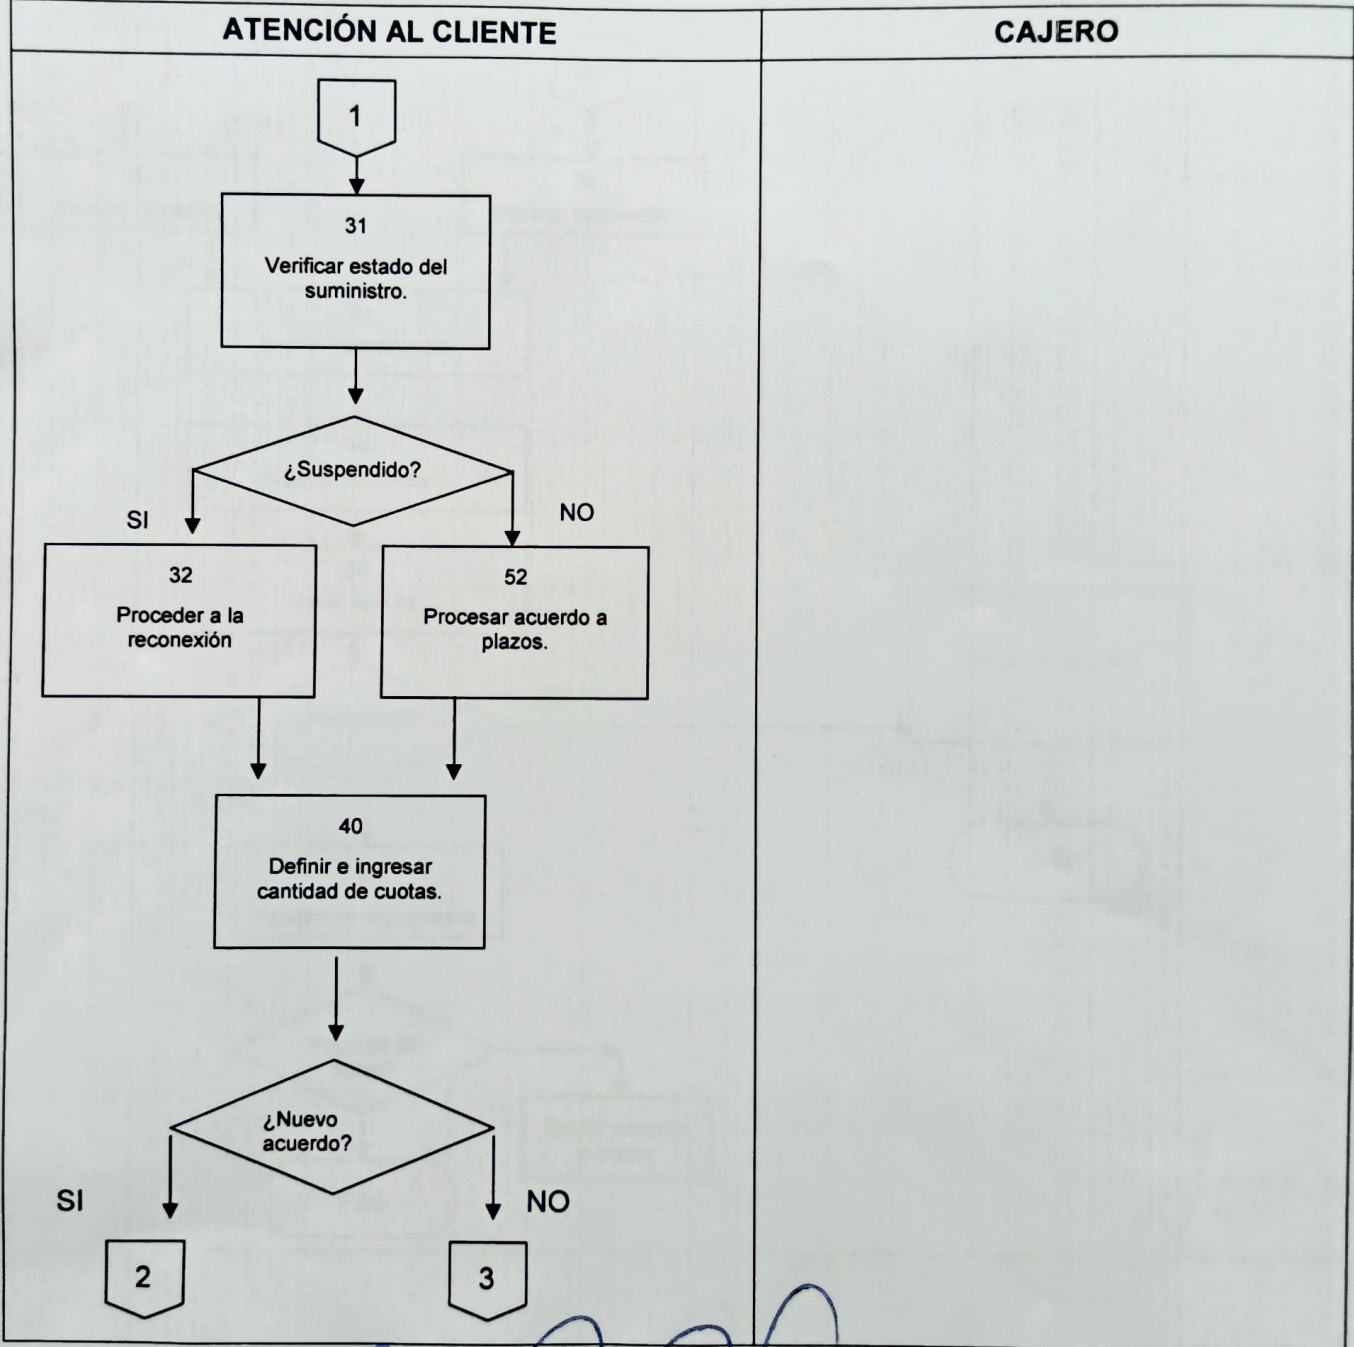 ATENCIÓN AL CLIENTE
CAJERO
1
31
Verificar estado del
suministro.
¿Suspendido?
SI
NO
32
Proceder a la
reconexión
52
Procesar acuerdo a
plazos.
40
Definir e ingresar
cantidad de cuotas.
¿Nuevo
acuerdo?
SI
NO
2
3